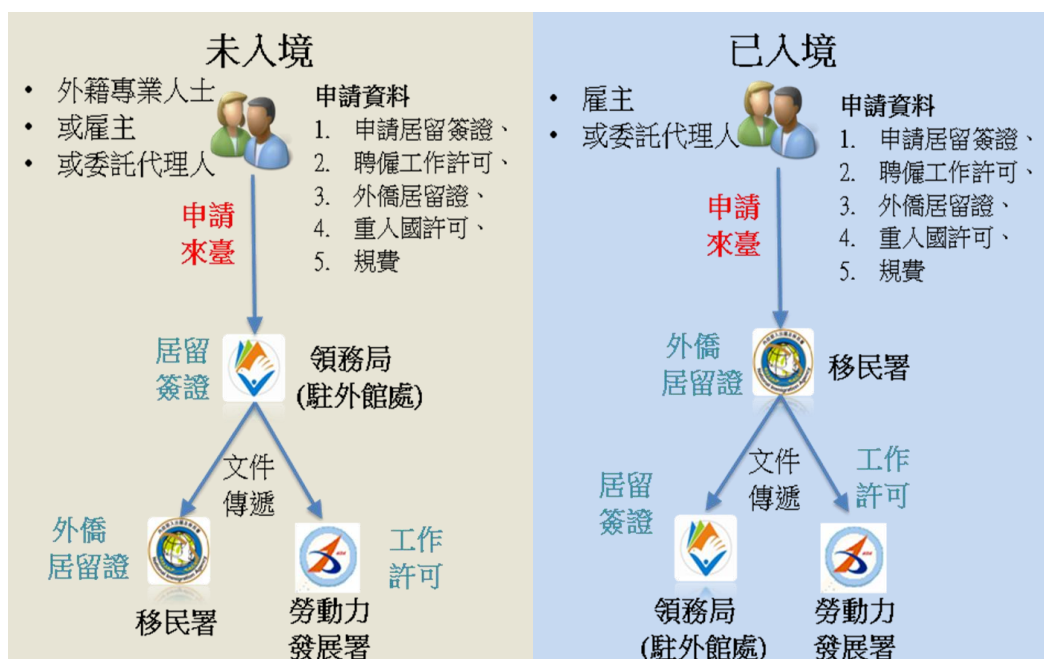 未入境
• 外籍專業人士
• 或雇主
• 或委託代理人
申請資料
1. 申請居留簽證、
2. 聘僱工作許可、
3. 外僑居留證、
4. 重入國許可、
5. 規費
申請
來臺
居留
簽證
領務局
(駐外館處)
文件
傳遞
外僑
居留證
移民署
工作
許可
勞動力
發展署
已入境
• 雇主
• 或委託代理人
申請資料
1. 申請居留簽證、
2. 聘僱工作許可、
3. 外僑居留證、
4. 重入國許可、
5. 規費
申請
來臺
外僑
居留證
移民署
文件
傳遞
居留
簽證
領務局
(駐外館處)
工作
許可
勞動力
發展署